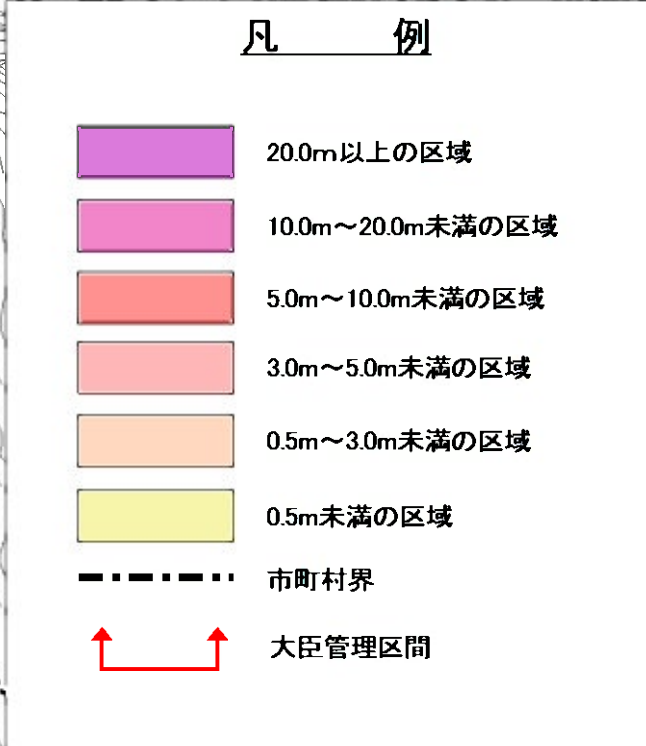 凡　　例
20.0m以上の区域
10.0m～20.0m未満の区域
5.0m～10.0m未満の区域
3.0m～5.0m未満の区域
0.5m～3.0m未満の区域
0.5m未満の区域
市町村界
大臣管理区間